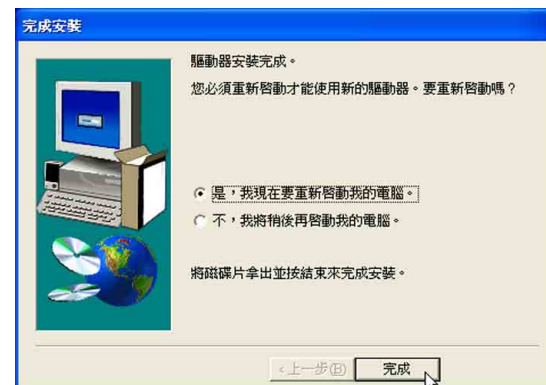 完成安裝
驅動器安裝完成。
您必須重新啓動才能使用新的驅動器。要重新啓動嗎？
是，我現在要重新啓動我的電腦。
不，我將稍後再啓動我的電腦。
將磁碟片拿出並按結束來完成安裝。
<上一步(B) 完成